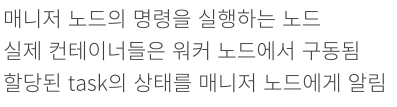 매니저 노드의 명령을 실행하는 노드
실제 컨테이너들은 워커 노드에서 구동됨
할당된 task의 상태를 매니저 노드에게 알림